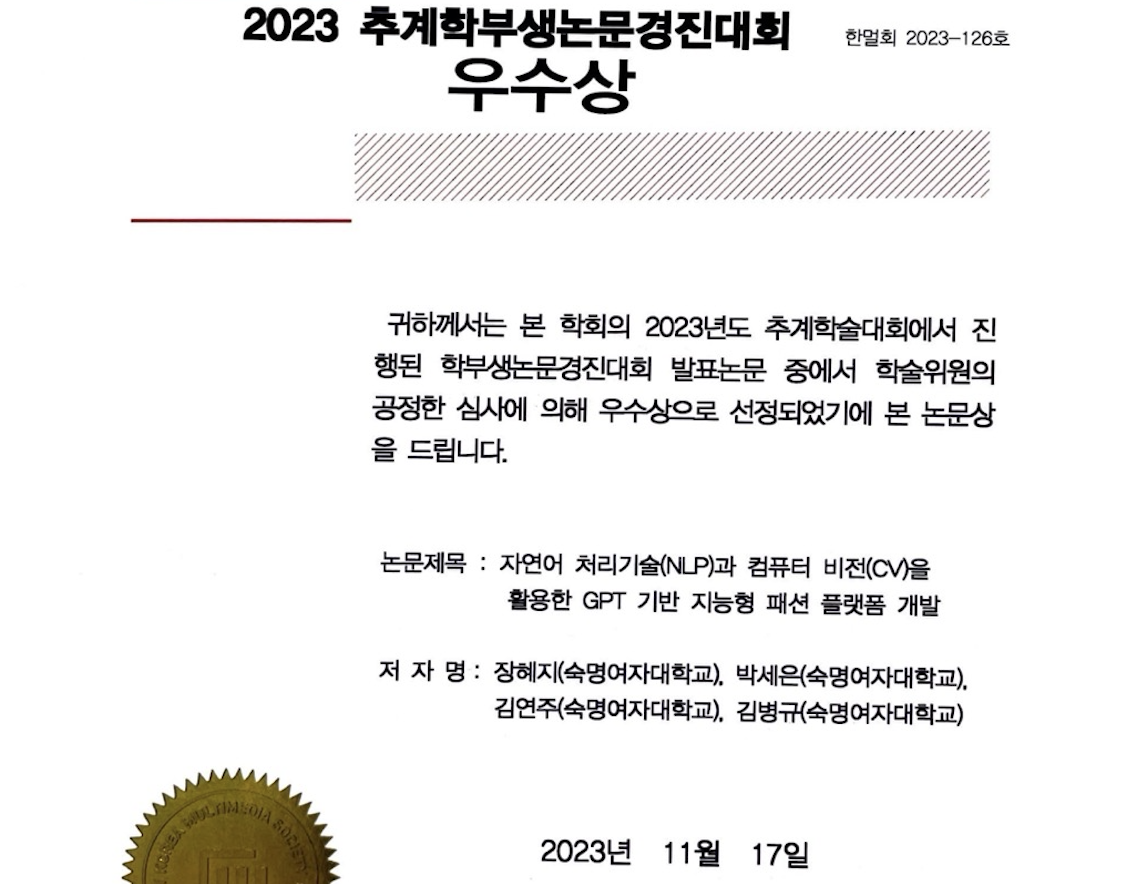 2023 추계학부생논문경진대회
한멀회 2023-126호
우수상
귀하께서는 본 학회의 2023년도 추계학술대회에서 진
행된 학부생논문경진대회 발표논문 중에서 학술위원의
공정한 심사에 의해 우수상으로 선정되었기에 본 논문상
을 드립니다.
논문제목 : 자연어 처리기술(NLP)과 컴퓨터 비전(CV)을
활용한 GPT 기반 지능형 패션 플랫폼 개발
저 자 명 : 장혜지(숙명여자대학교), 박세은(숙명여자대학교),
김연주(숙명여자대학교), 김병규(숙명여자대학교)
KOREA MULTIMEDIA SOCIETY
2023년 11월 17일